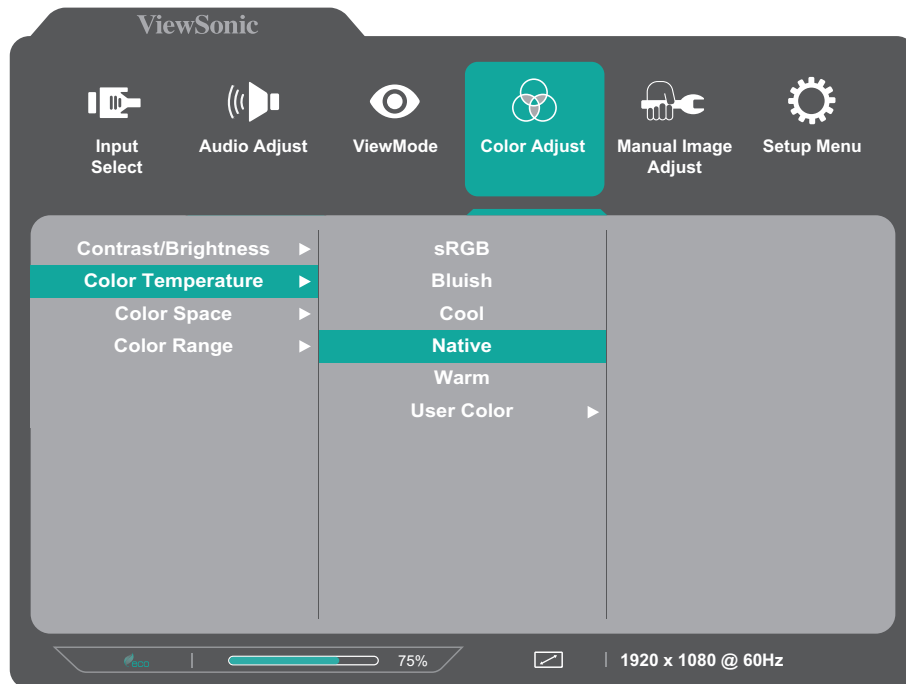 ViewSonic
Input
Select
Audio Adjust
ViewMode
Color Adjust
Manual Image
Adjust
Setup Menu
Contrast/Brightness
Color Temperature
Color Space
Color Range
sRGB
Bluish
Cool
Native
Warm
User Color
eco
75%
1920 x 1080 @ 60Hz